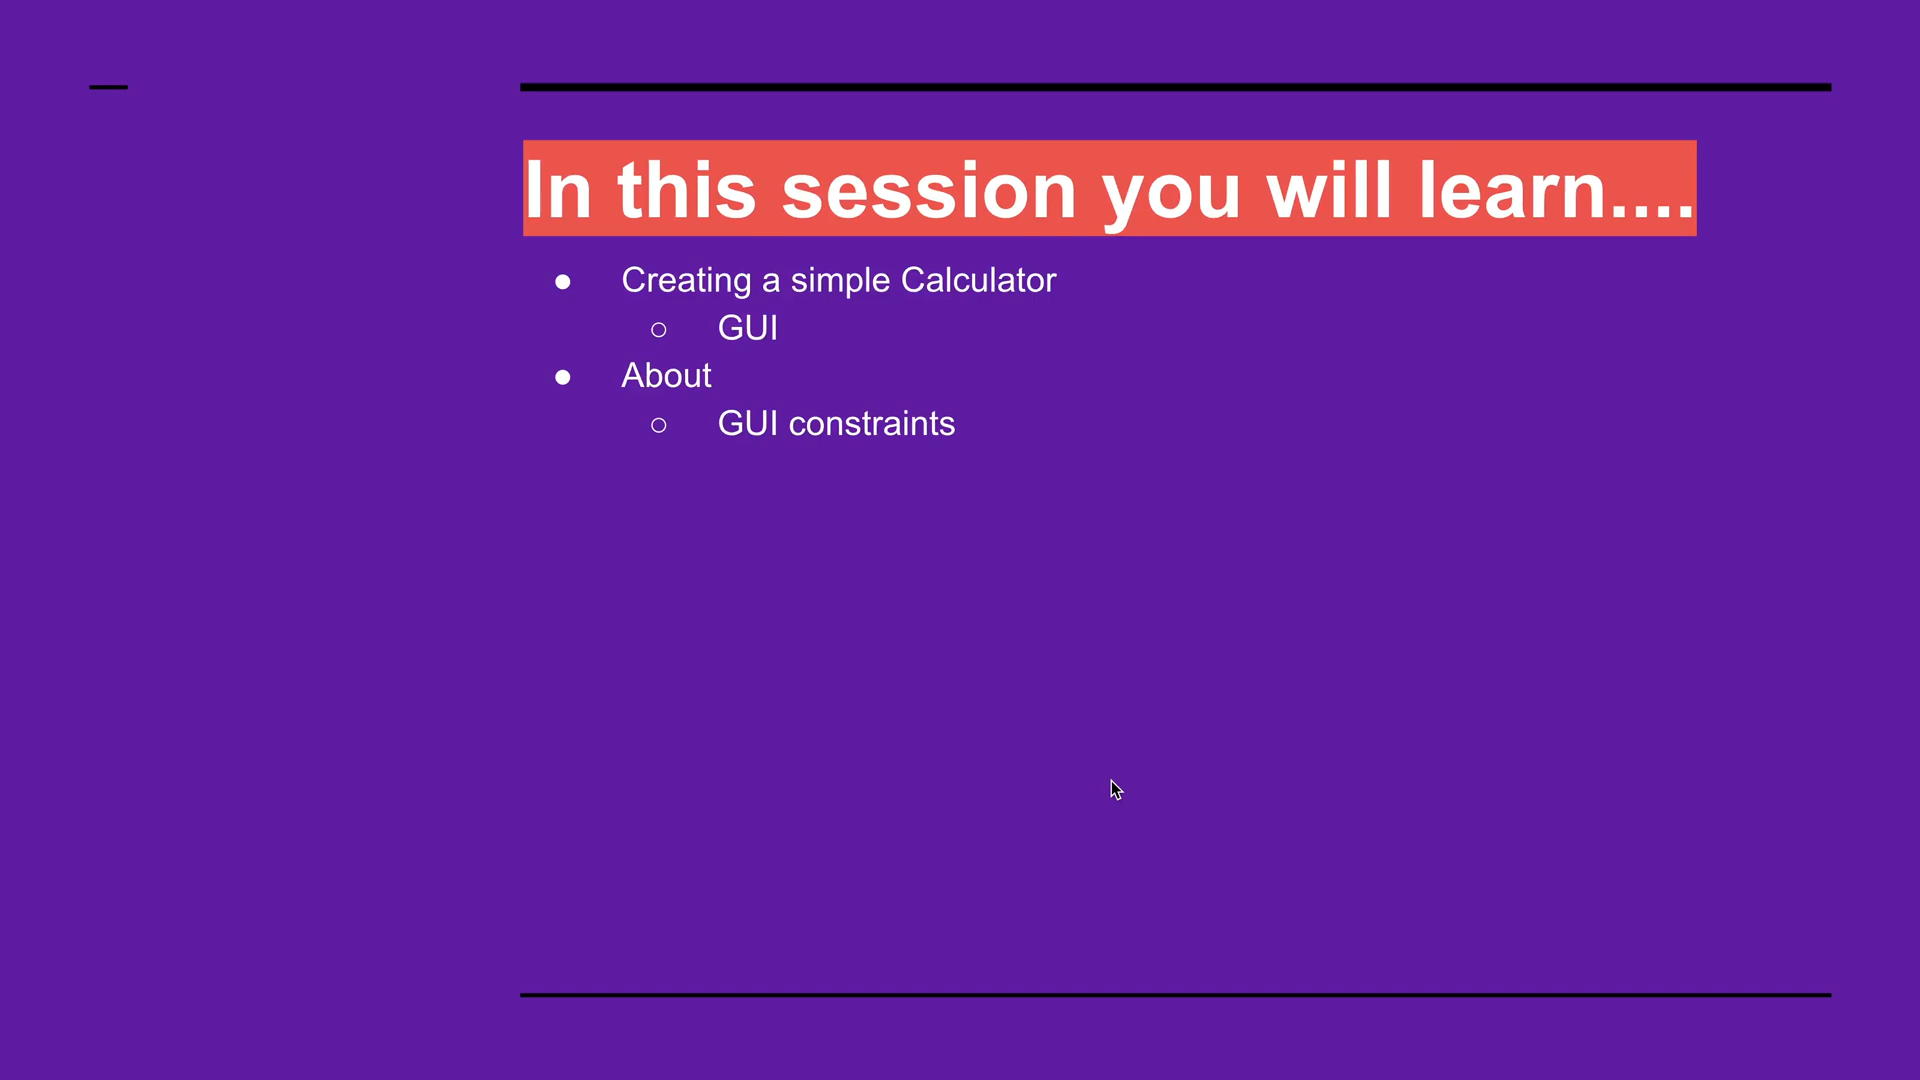 In this session you will learn....
● Creating a simple Calculator
○ GUI
● About
○ GUI constraints